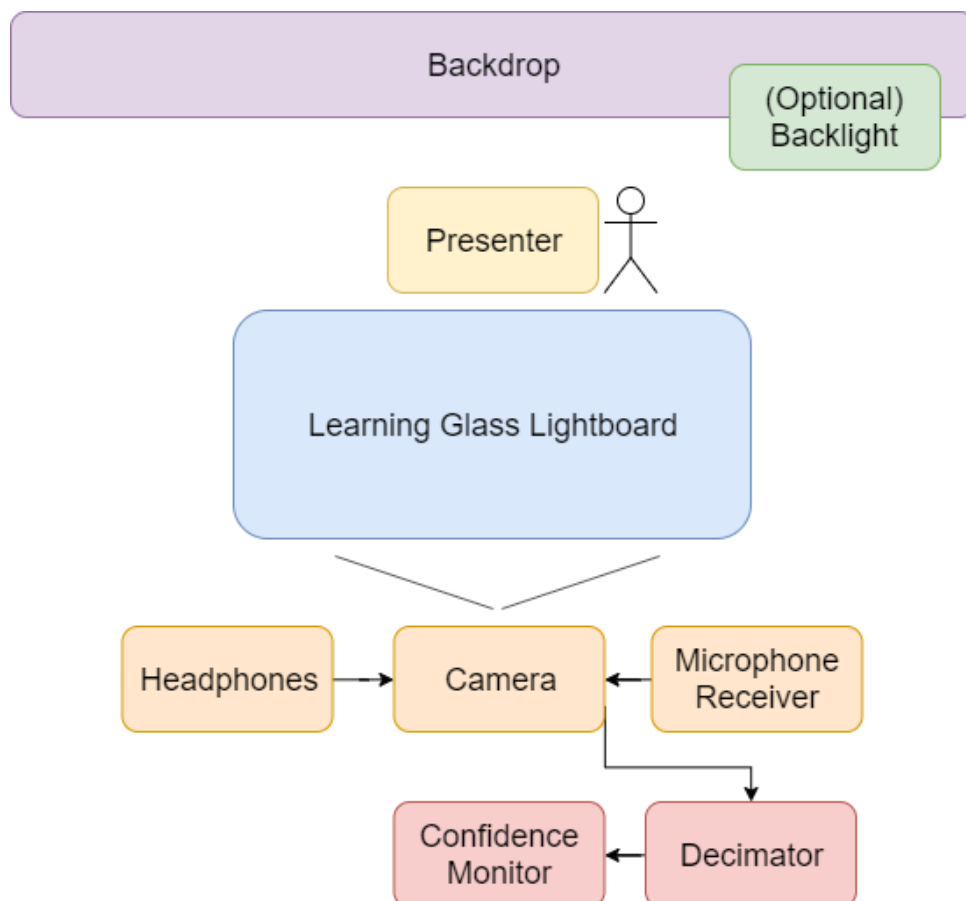 Backdrop
(Optional)
Backlight
Presenter
Learning Glass Lightboard
Headphones
Camera
Microphone
Receiver
Confidence
Monitor
Decimator